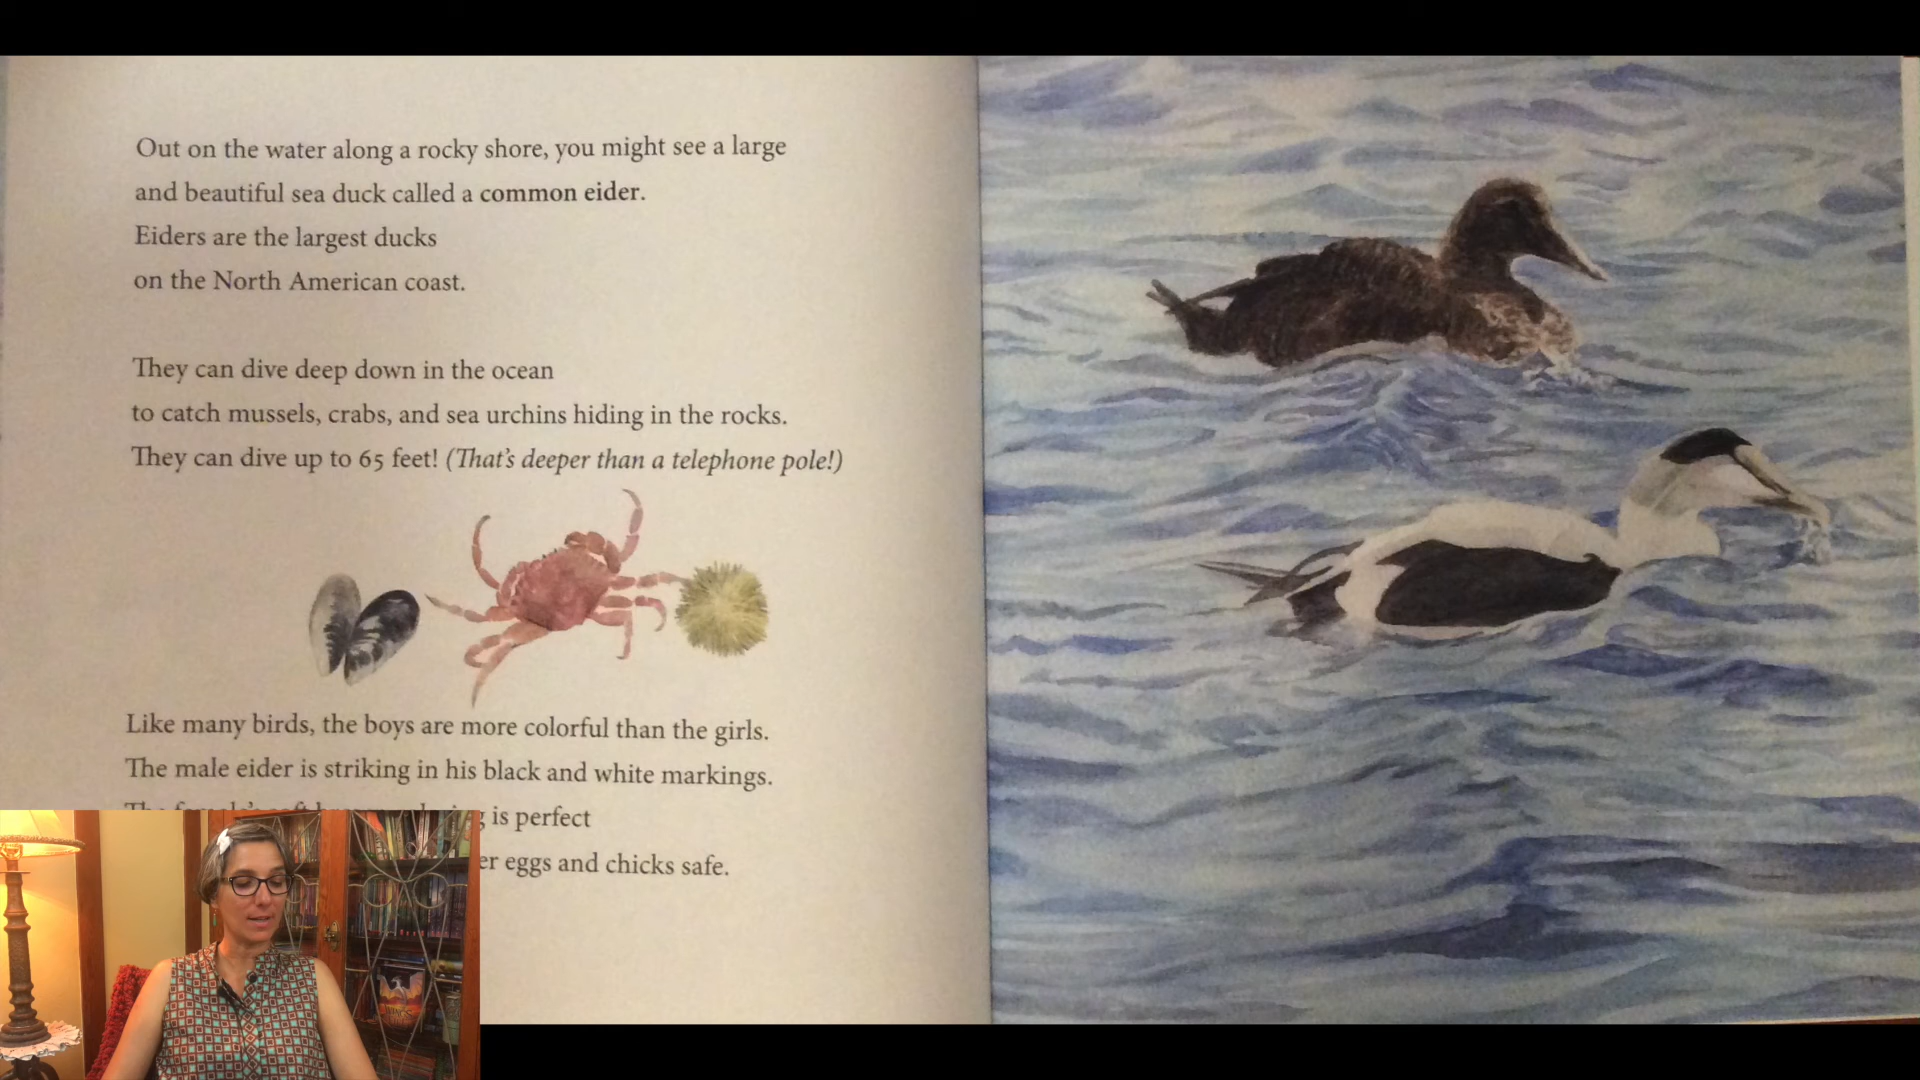 Out on the water along a rocky shore, you might see a large
and beautiful sea duck called a common eider.
Eiders are the largest ducks
on the North American coast.
They can dive deep down in the ocean
to catch mussels, crabs, and sea urchins hiding in the rocks.
They can dive up to 65 feet! (That's deeper than a telephone pole!)
Like many birds, the boys are more colorful than the girls.
The male eider is striking in his black and white markings.
is perfect
eggs and chicks safe.